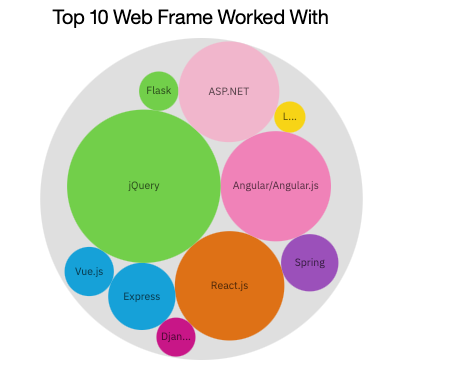 Top 10 Web Frame Worked With
Flask
ASP.NET
L...
jQuery
Angular/Angular.js
Vue.js
Express
React.js
Spring
Djan...